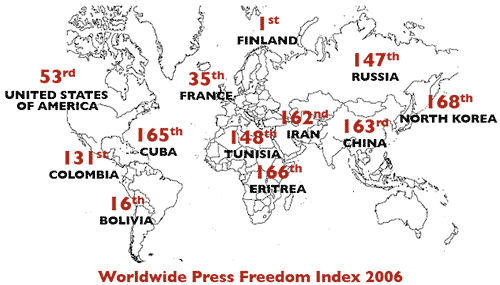 1st
FINLAND
53rd
UNITED STATES
OF AMERICA
35th
FRANCE
147th
RUSSIA
168th
NORTH KOREA
162nd
IRAN
163rd
CHINA
165th
CUBA
148th
TUNISIA
131st
COLOMBIA
166th
ERITREA
16th
BOLIVIA
Worldwide Press Freedom Index 2006